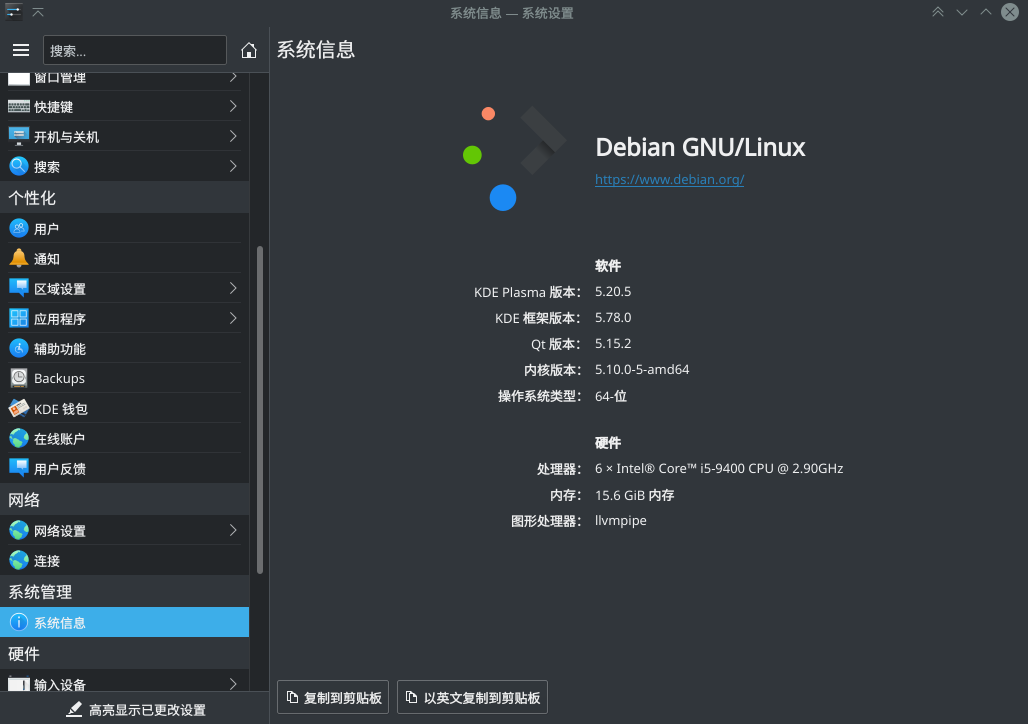 系统信息 — 系统设置
搜索...
系统信息
窗口管理
快捷键
开机与关机
搜索
个性化
用户
通知
区域设置
应用程序
辅助功能
Backups
KDE 钱包
在线账户
用户反馈
网络
网络设置
连接
系统管理
系统信息
硬件
输入设备
高亮显示已更改设置
Debian GNU/Linux
https://www.debian.org/
软件
KDE Plasma 版本： 5.20.5
KDE 框架版本： 5.78.0
Qt 版本： 5.15.2
内核版本： 5.10.0-5-amd64
操作系统类型： 64-位
硬件
处理器： 6 × Intel® Core™ i5-9400 CPU @ 2.90GHz
内存： 15.6 GiB 内存
图形处理器： llvmpipe
复制到剪贴板
以英文复制到剪贴板